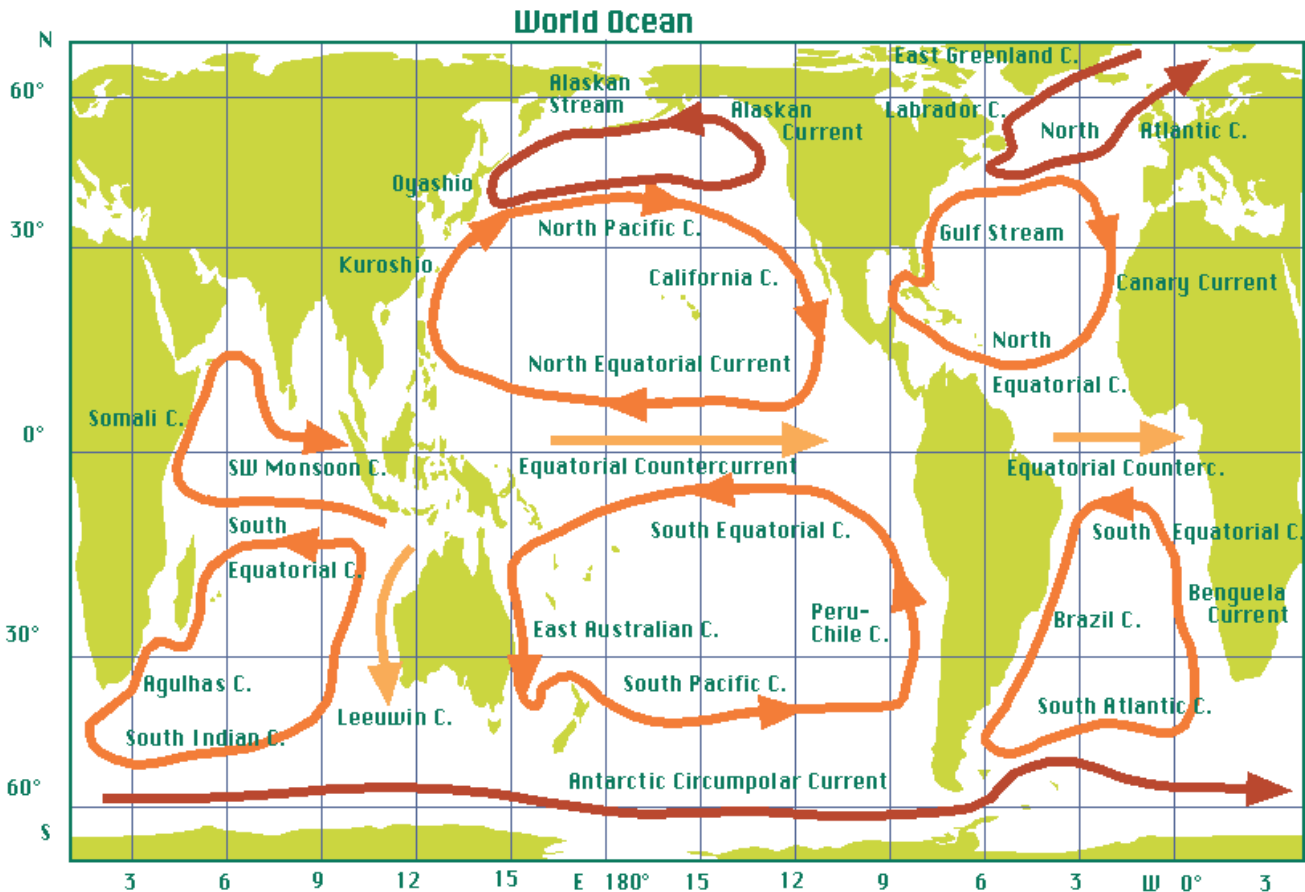 World Ocean
N
East Greenland C.
Alaskan
Stream
60°
Labrador C.
Alaskan
Current
North
Atlantic C.
Oyashio
30°
North Pacific C.
Gulf Stream
Kuroshio
California C.
Canary Current
North
North Equatorial Current
Equatorial C.
Somali C.
0°
SW Monsoon C.
Equatorial Countercurrent
Equatorial Counterc.
South
South Equatorial C.
South
Equatorial C.
Equatorial C.
Benguela
Current
Peru-
Chile C.
30°
East Australian C.
Brazil C.
Agulhas C.
South Pacific C.
South Atlantic C.
Leeuwin C.
South Indian C.
60°
Antarctic Circumpolar Current
S
3 6 9 12 15 E 180° 15 12 9 6 3 W 0° 3